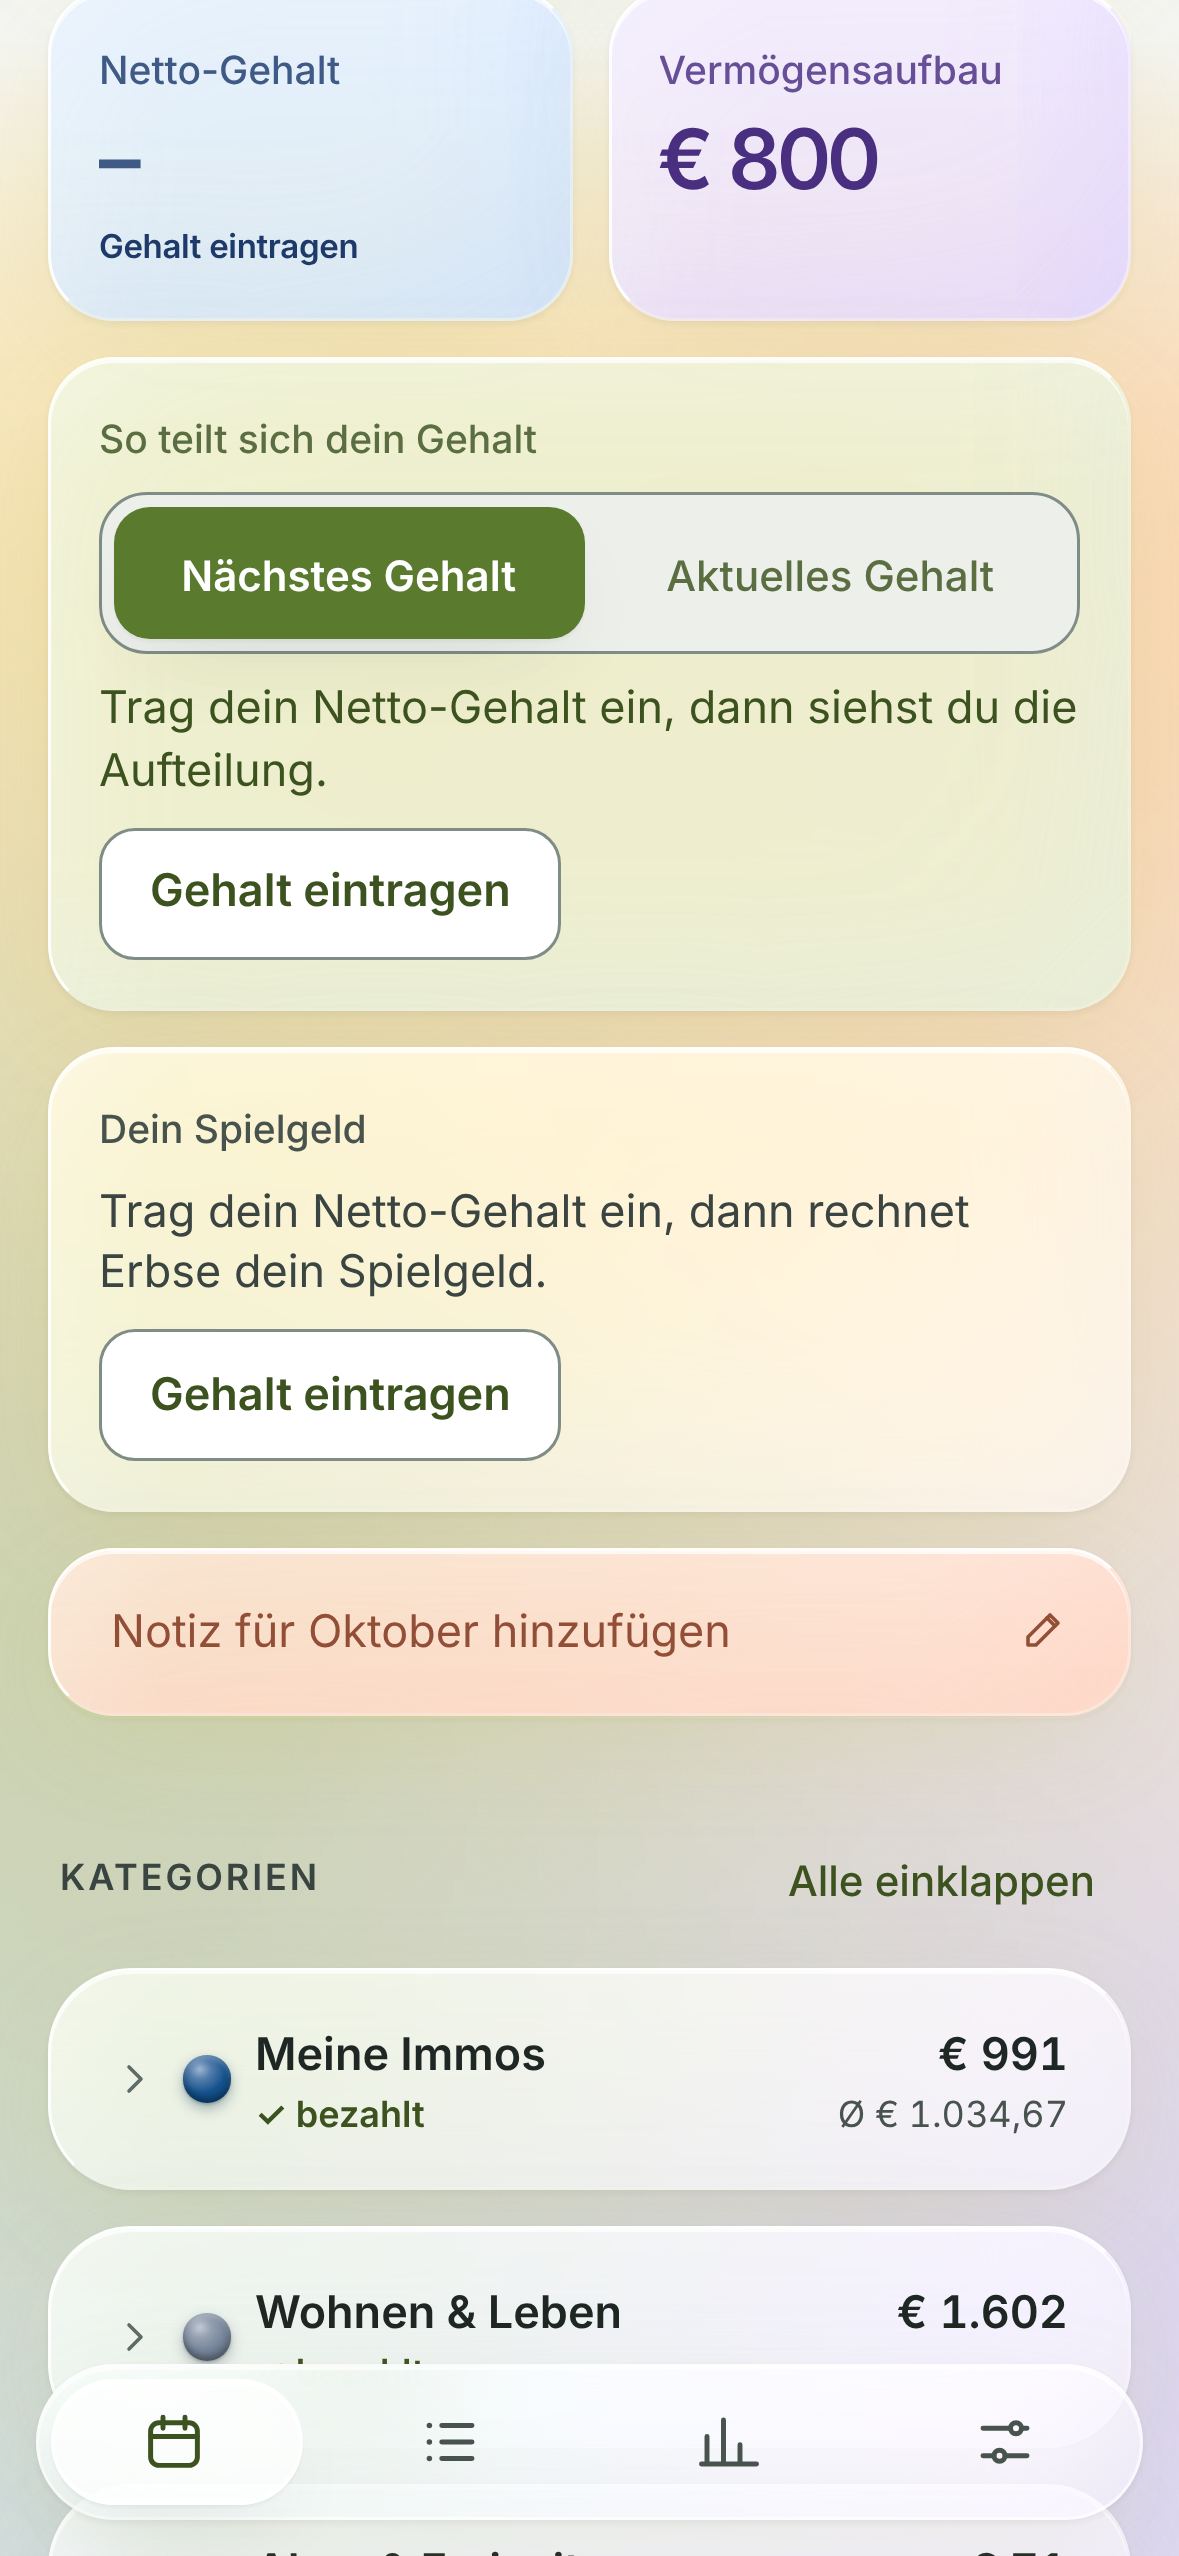 Netto-Gehalt
–
Gehalt eintragen
Vermögensaufbau
€ 800
So teilt sich dein Gehalt
Nächstes Gehalt
Aktuelles Gehalt
Trag dein Netto-Gehalt ein, dann siehst du die
Aufteilung.
Gehalt eintragen
Dein Spielgeld
Trag dein Netto-Gehalt ein, dann rechnet
Erbse dein Spielgeld.
Gehalt eintragen
Notiz für Oktober hinzufügen
KATEGORIEN
Alle einklappen
Meine Immos
€ 991
✓ bezahlt
Ø € 1.034,67
Wohnen & Leben
€ 1.602